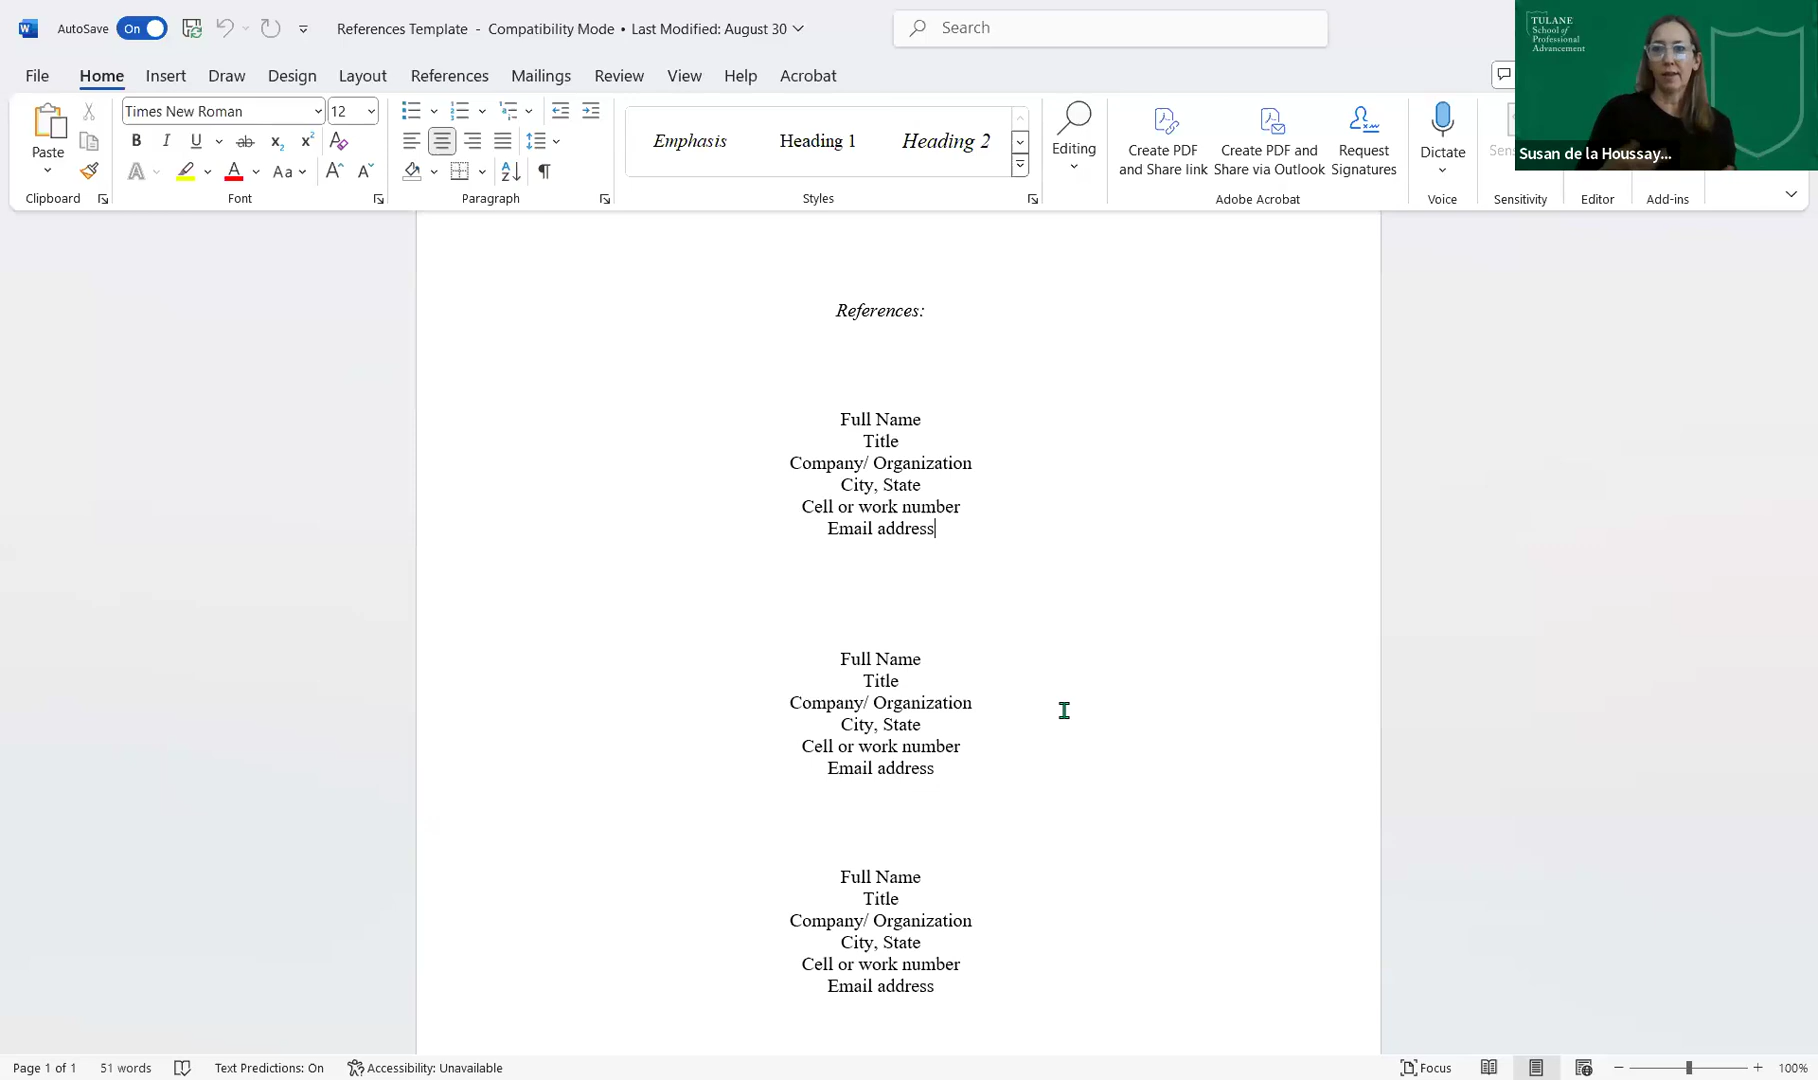 AutoSave On References Template - Compatibility Mode • Last Modified: August 30 Search
TULANE
School of
Professional
Advancement
File Home Insert Draw Design Layout References Mailings Review View Help Acrobat
Times New Roman 12
Paste
Emphasis Heading 1 Heading 2
Editing
Create PDF
and Share link
Create PDF and
Share via Outlook
Request
Signatures
Dictate
Susan de la Houssay...
Clipboard Font Paragraph Styles Adobe Acrobat Voice Sensitivity Editor Add-ins
References:
Full Name
Title
Company/ Organization
City, State
Cell or work number
Email address
Full Name
Title
Company/ Organization
City, State
Cell or work number
Email address
Full Name
Title
Company/ Organization
City, State
Cell or work number
Email address
Page 1 of 1 51 words Text Predictions: On Accessibility: Unavailable Focus 100%